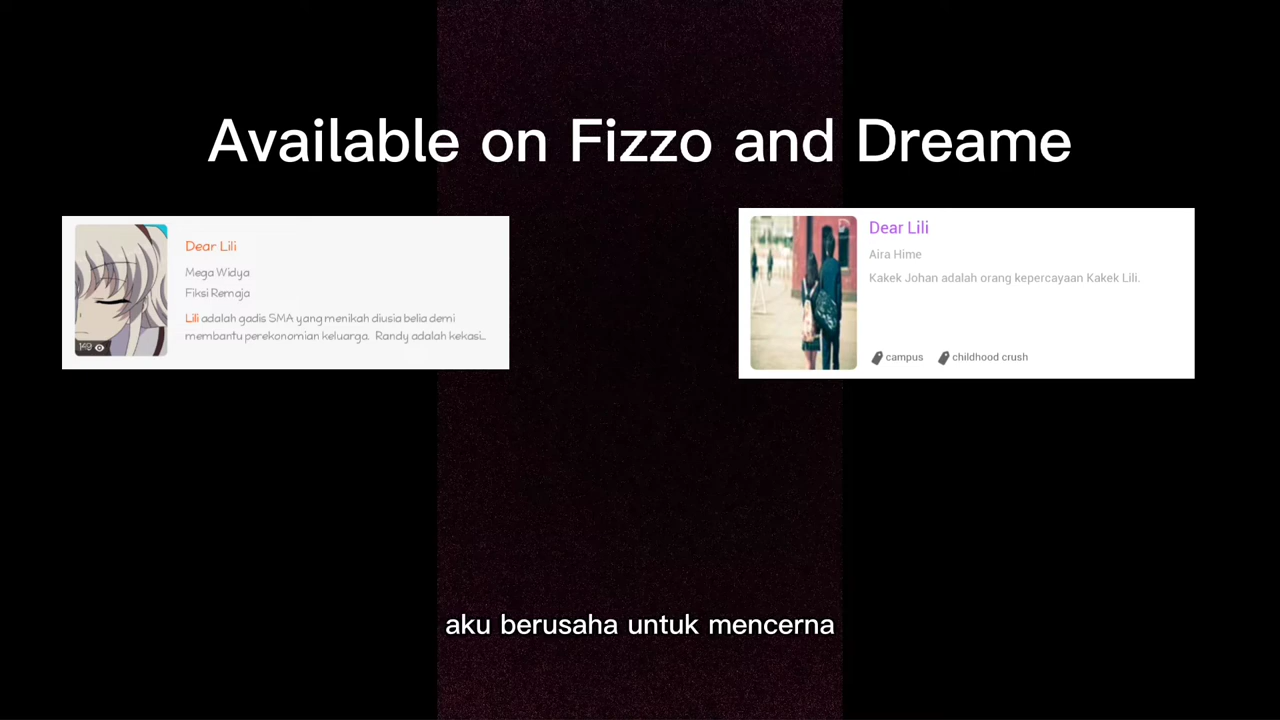 Available on Fizzo and Dreame
Dear Lili
Mega Widya
Fiksi Remaja
Lili adalah gadis SMA yang menikah diusia belia demi
membantu perekonomian keluarga. Randy adalah kekasi...
149
Dear Lili
Aira Hime
Kakek Johan adalah orang kepercayaan Kakek Lili.
campus childhood crush
aku berusaha untuk mencerna